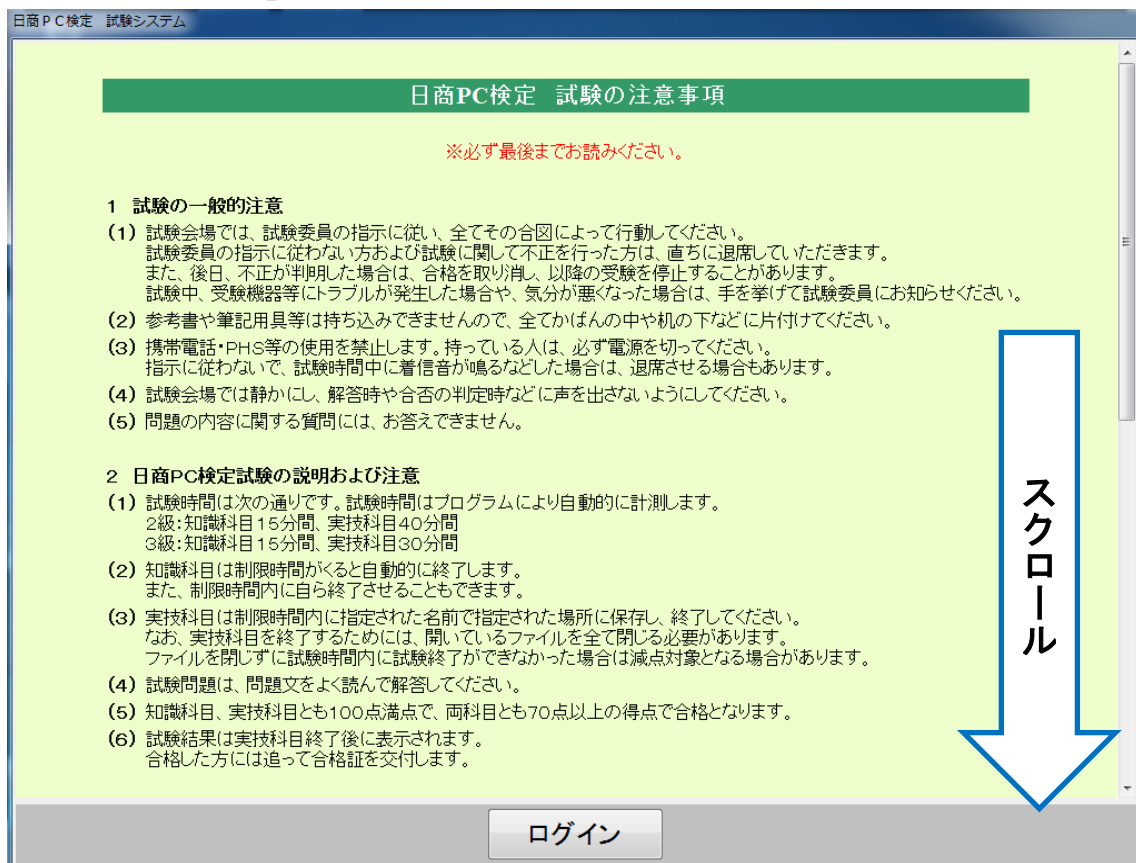 日商ＰＣ検定　試験システム
日商PC検定　試験の注意事項
※必ず最後までお読みください。
1　試験の一般的注意
(1) 試験会場では、試験委員の指示に従い、全てその合図によって行動してください。
試験委員の指示に従わない方および試験に関して不正を行った方は、直ちに退席していただきます。
また、後日、不正が判明した場合は、合格を取り消し、以降の受験を停止することがあります。
試験中、受験機器等にトラブルが発生した場合や、気分が悪くなった場合は、手を挙げて試験委員にお知らせください。
(2) 参考書や筆記用具等は持ち込みできませんので、全てかばんの中や机の下などに片付けてください。
(3) 携帯電話・PHS等の使用を禁止します。持っている人は、必ず電源を切ってください。
指示に従わないで、試験時間中に着信音が鳴るなどした場合は、退席させる場合もあります。
(4) 試験会場では静かにし、解答時や合否の判定時などに声を出さないようにしてください。
(5) 問題の内容に関する質問には、お答えできません。
2　日商PC検定試験の説明および注意
(1) 試験時間は次の通りです。試験時間はプログラムにより自動的に計測します。
2級：知識科目15分間、実技科目40分間
3級：知識科目15分間、実技科目30分間
(2) 知識科目は制限時間がくると自動的に終了します。
また、制限時間内に自ら終了させることもできます。
(3) 実技科目は制限時間内に指定された名前で指定された場所に保存し、終了してください。
なお、実技科目を終了するためには、開いているファイルを全て閉じる必要があります。
ファイルを閉じずに試験時間内に試験終了ができなかった場合は減点対象となる場合があります。
(4) 試験問題は、問題文をよく読んで解答してください。
(5) 知識科目、実技科目とも100点満点で、両科目とも70点以上の得点で合格となります。
(6) 試験結果は実技科目終了後に表示されます。
合格した方には追って合格証を交付します。
スクロール
ログイン